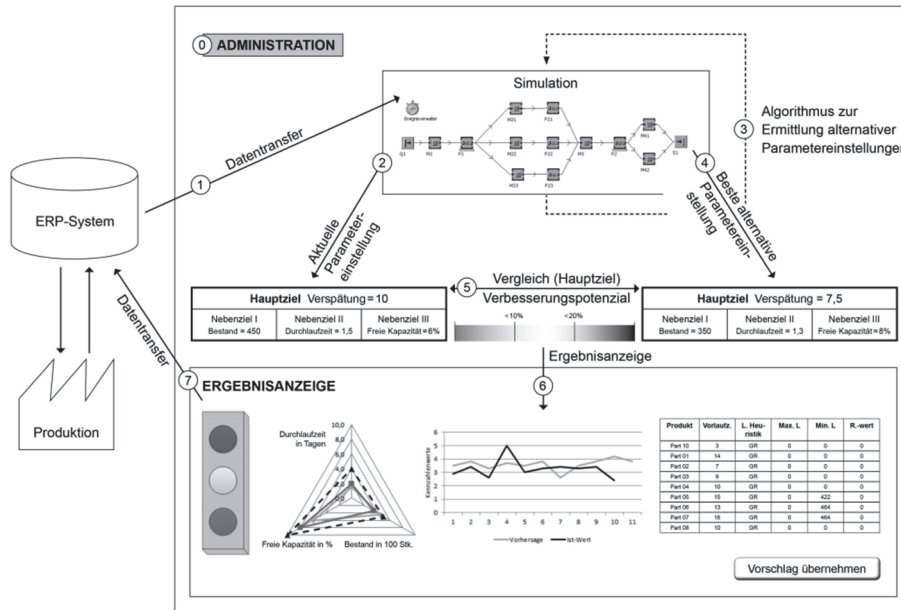 0 ADMINISTRATION
Simulation
Ereignisverwalter
Q1
M1
P1
M21
P21
M22
P22
M23
P23
M3
P2
M41
M42
S1
3
Algorithmus zur
Ermittlung alternativer
Parametereinstellungen
1
Datentransfer
2
Aktuelle
Parameter-
einstellung
4
Beste alternative
Parameterein-
stellung
ERP-System
Produktion
7
Datentransfer
Hauptziel Verspätung = 10
Nebenziel I Nebenziel II Nebenziel III
Bestand = 450 Durchlaufzeit = 1,5 Freie Kapazität = 6%
5
Vergleich (Hauptziel)
Verbesserungspotenzial
<10% <20%
Hauptziel Verspätung = 7,5
Nebenziel I Nebenziel II Nebenziel III
Bestand = 350 Durchlaufzeit = 1,3 Freie Kapazität = 8%
Ergebnisanzeige
6
ERGEBNISANZEIGE
Durchlaufzeit
in Tagen
10,0
8,0
6,0
4,0
2,0
0,0
Freie Kapazität in % Bestand in 100 Stk.
Kennzahlenwerte
6
5
4
3
2
1
0
1 2 3 4 5 6 7 8 9 10 11
Vorhersage Ist-Wert
Produkt Vorlaufz. L. Heu-ristik Max. L Min. L R.-wert
Part 10 3 GR 0 0 0
Part 01 14 GR 0 0 0
Part 02 7 GR 0 0 0
Part 03 9 GR 0 0 0
Part 04 10 GR 0 0 0
Part 05 15 GR 0 422 0
Part 06 13 GR 0 464 0
Part 07 16 GR 0 464 0
Part 08 10 GR 0 0 0
Vorschlag übernehmen